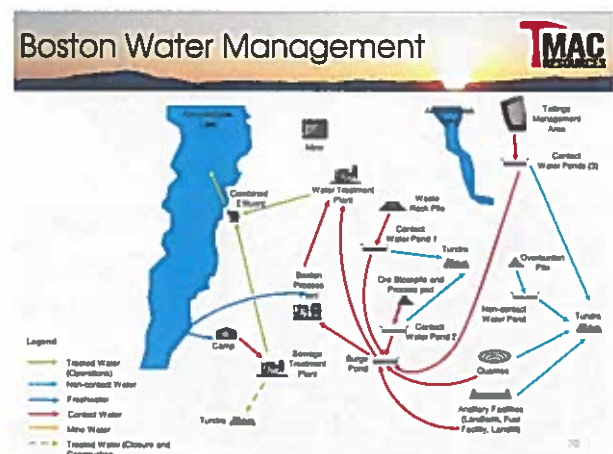 Boston Water Management
TMAC
RESOURCES
Tailings
Management
Area
Mine
Contact
Water Ponds (3)
Combined
Effluent
Water Treatment
Plant
Waste
Rock Pile
Contact
Water Pond 1
Tundra
Overburden
Pile
Boston
Process
Plant
Ore Stockpile and
Process pad
Non-contact
Water Pond
Tundra
Camp
Contact
Water Pond 2
Sewage
Treatment
Plant
Surge
Pond
Quarries
Tundra
Ancillary Facilities
(Landfarm, Fuel
Facility, Landfill)
Legend
Treated Water
(Operations)
Non-contact Water
Freshwater
Contact Water
Mine Water
Treated Water (Closure and